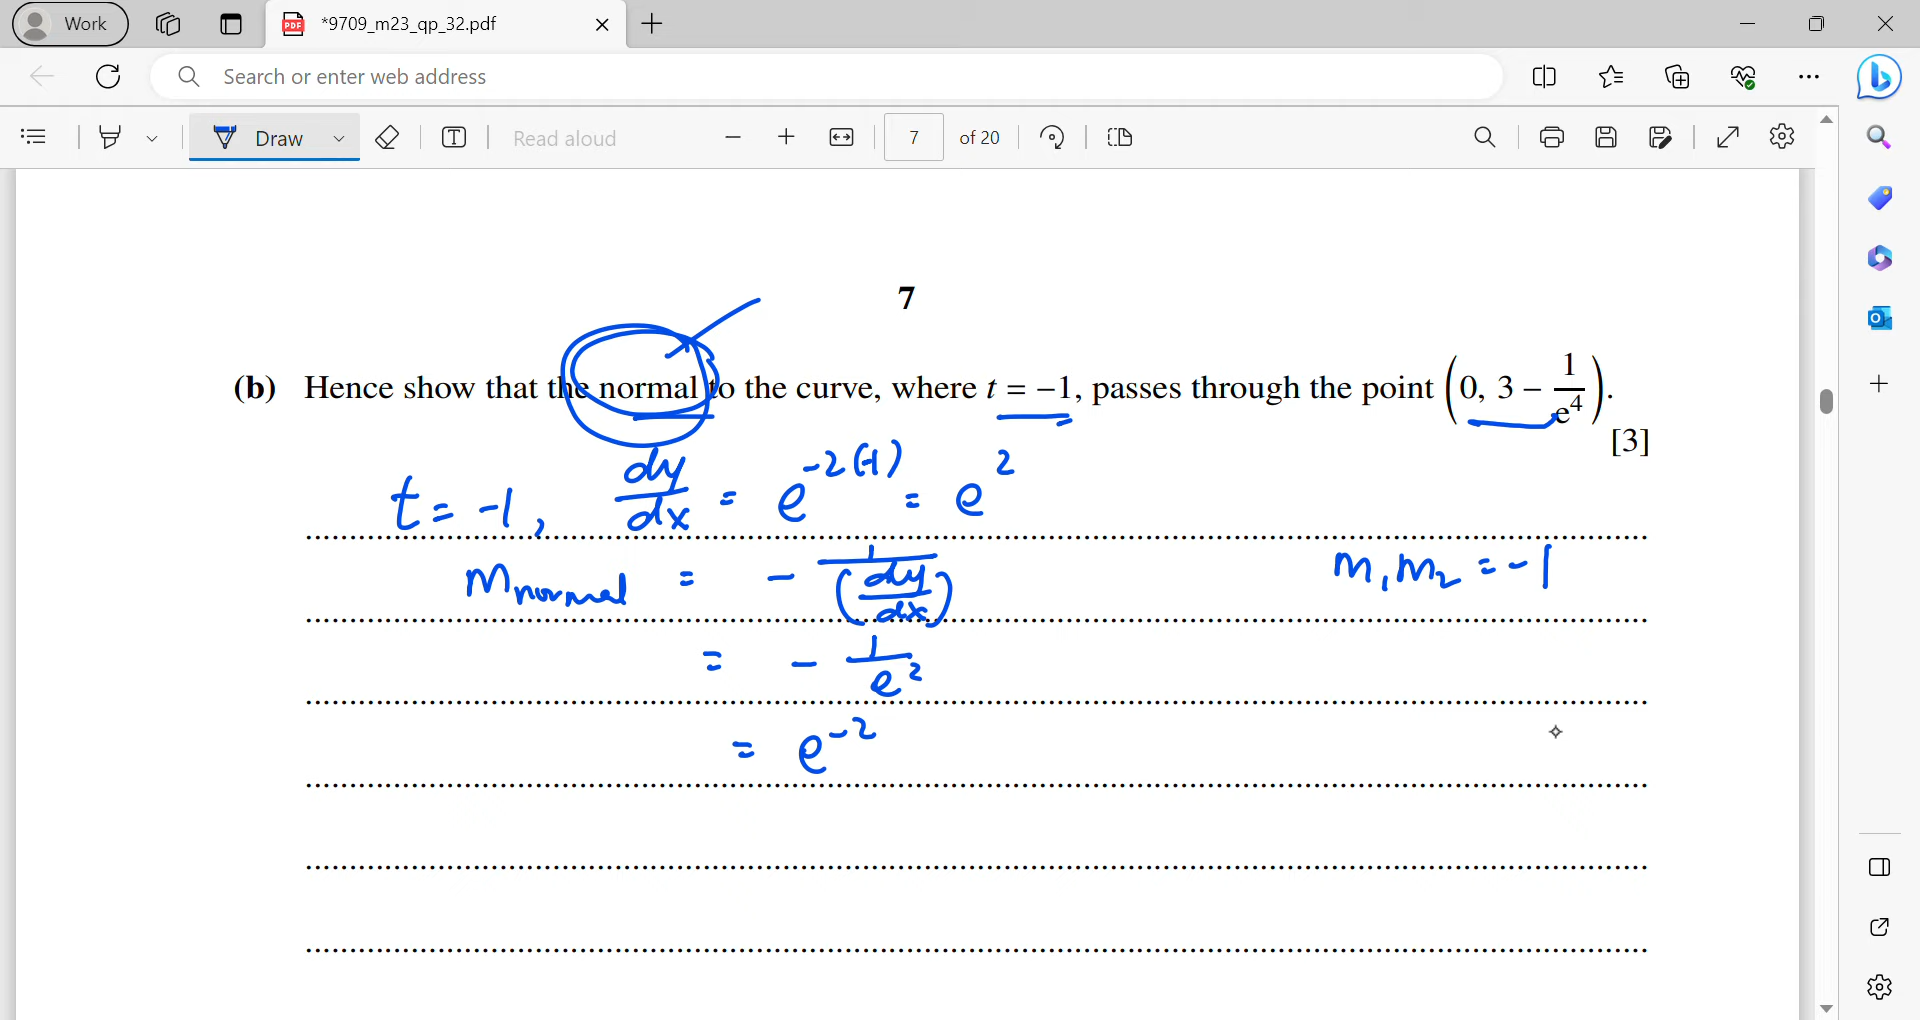 Work
*9709_m23_qp_32.pdf
Search or enter web address
Draw
Read aloud
7 of 20
7
(b) Hence show that the normal to the curve, where t = −1, passes through the point (0, 3 − 1/e⁴).
[3]
t = -1, dy/dx = e^{-2(-1)} = e^2
m normal = - 1/(dy/dx)
m₁m₂ = -1
= - 1/e²
= e^{-2}